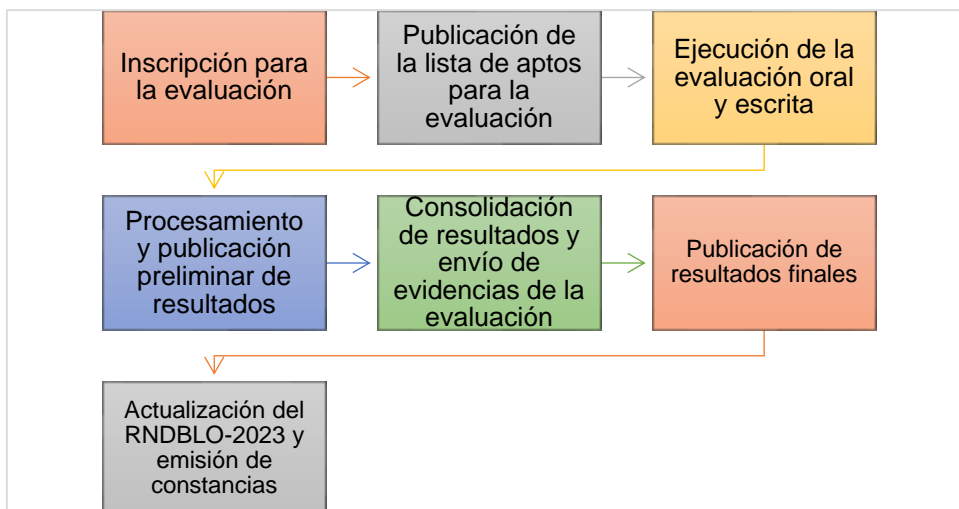 Inscripción para
la evaluación
Publicación de
la lista de aptos
para la
evaluación
Ejecución de la
evaluación oral
y escrita
Procesamiento
y publicación
preliminar de
resultados
Consolidación
de resultados y
envío de
evidencias de la
evaluación
Publicación de
resultados finales
Actualización del
RNDBLO-2023 y
emisión de
constancias